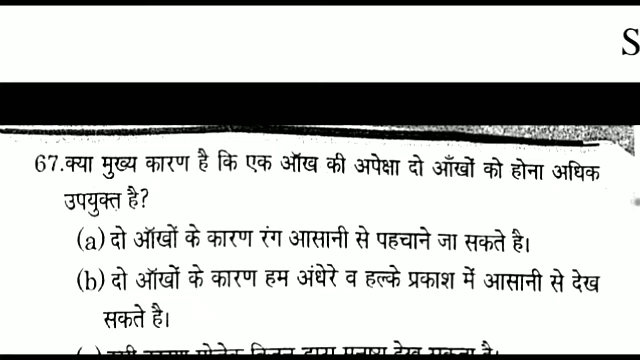 S
67.क्या मुख्य कारण है कि एक आँख की अपेक्षा दो आँखों को होना अधिक
उपयुक्त है?
(a) दो आँखों के कारण रंग आसानी से पहचाने जा सकते है।
(b) दो आँखों के कारण हम अंधेरे व हल्के प्रकाश में आसानी से देख
सकते है।